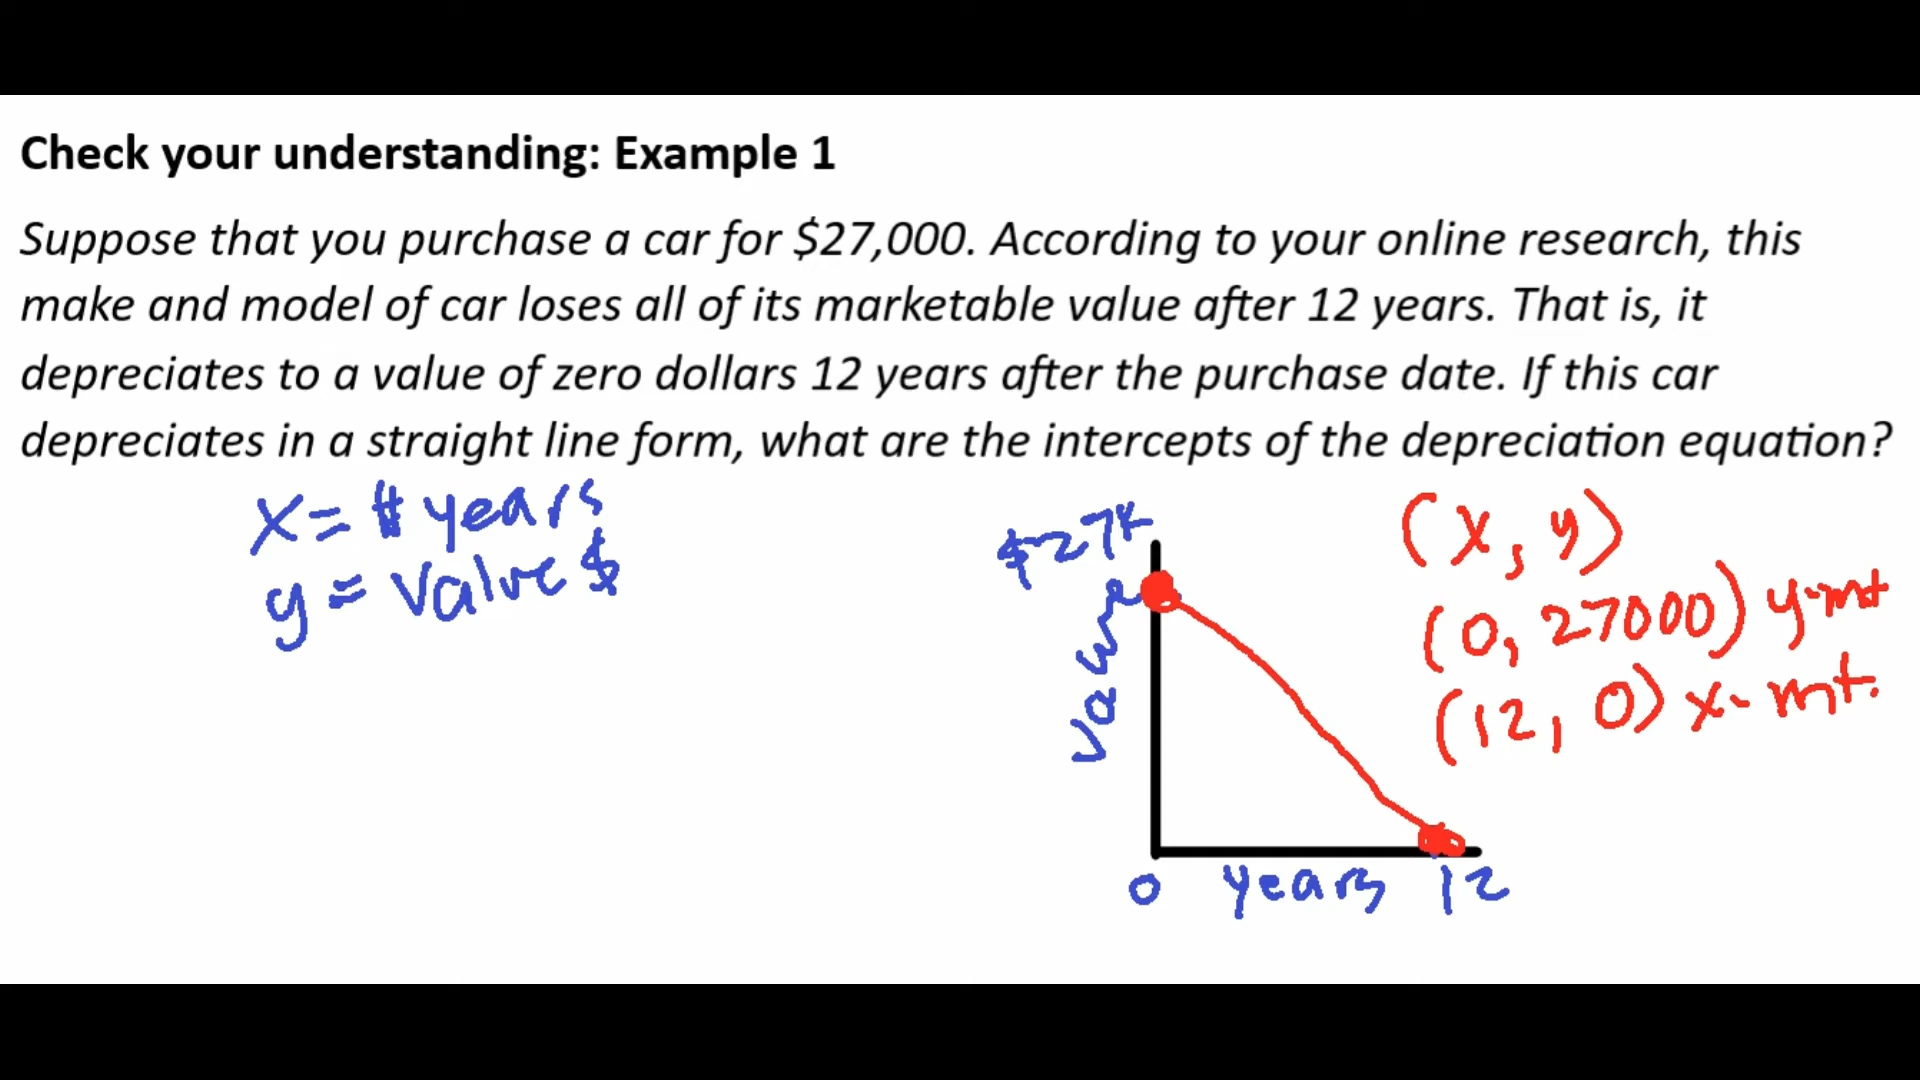 Check your understanding: Example 1
Suppose that you purchase a car for $27,000. According to your online research, this
make and model of car loses all of its marketable value after 12 years. That is, it
depreciates to a value of zero dollars 12 years after the purchase date. If this car
depreciates in a straight line form, what are the intercepts of the depreciation equation?
x = # years
y = Value $
$27k
Value
0 years 12
(x, y)
(0, 27000) y-int
(12, 0) x-int.